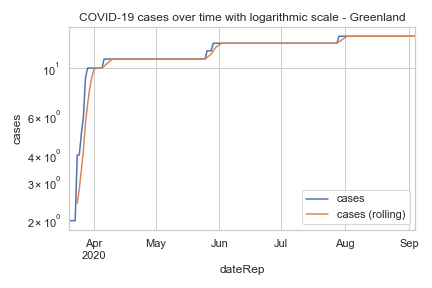 COVID-19 cases over time with logarithmic scale - Greenland
cases
10¹
6 × 10⁰
4 × 10⁰
3 × 10⁰
2 × 10⁰
cases
cases (rolling)
Apr May Jun Jul Aug Sep
2020
dateRep